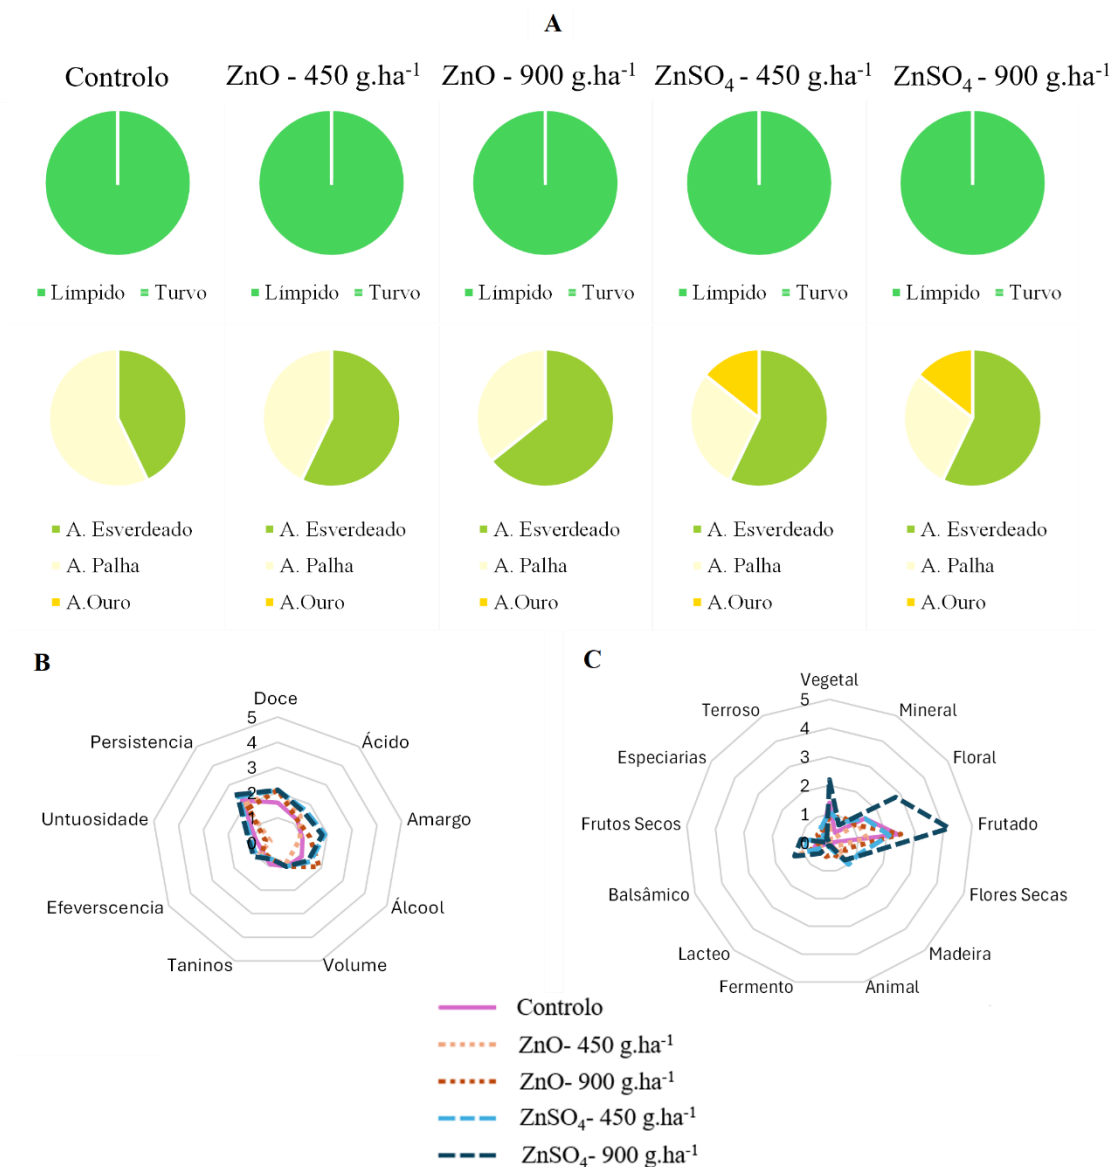 A
Controlo
ZnO - 450 g.ha-1
ZnO - 900 g.ha-1
ZnSO4 - 450 g.ha-1
ZnSO4 - 900 g.ha-1
Límpido Turvo
Límpido Turvo
Límpido Turvo
Límpido Turvo
Límpido Turvo
A. Esverdeado
A. Palha
A.Ouro
A. Esverdeado
A. Palha
A.Ouro
A. Esverdeado
A. Palha
A.Ouro
A. Esverdeado
A. Palha
A.Ouro
A. Esverdeado
A. Palha
A.Ouro
B
Doce
Ácido
Amargo
Álcool
Volume
Taninos
Efeverscencia
Untuosidade
Persistencia
5
4
3
2
1
0
C
Vegetal
Mineral
Floral
Frutado
Flores Secas
Madeira
Animal
Fermento
Lacteo
Balsâmico
Frutos Secos
Especiarias
Terroso
5
4
3
2
1
0
Controlo
ZnO- 450 g.ha-1
ZnO- 900 g.ha-1
ZnSO4- 450 g.ha-1
ZnSO4- 900 g.ha-1